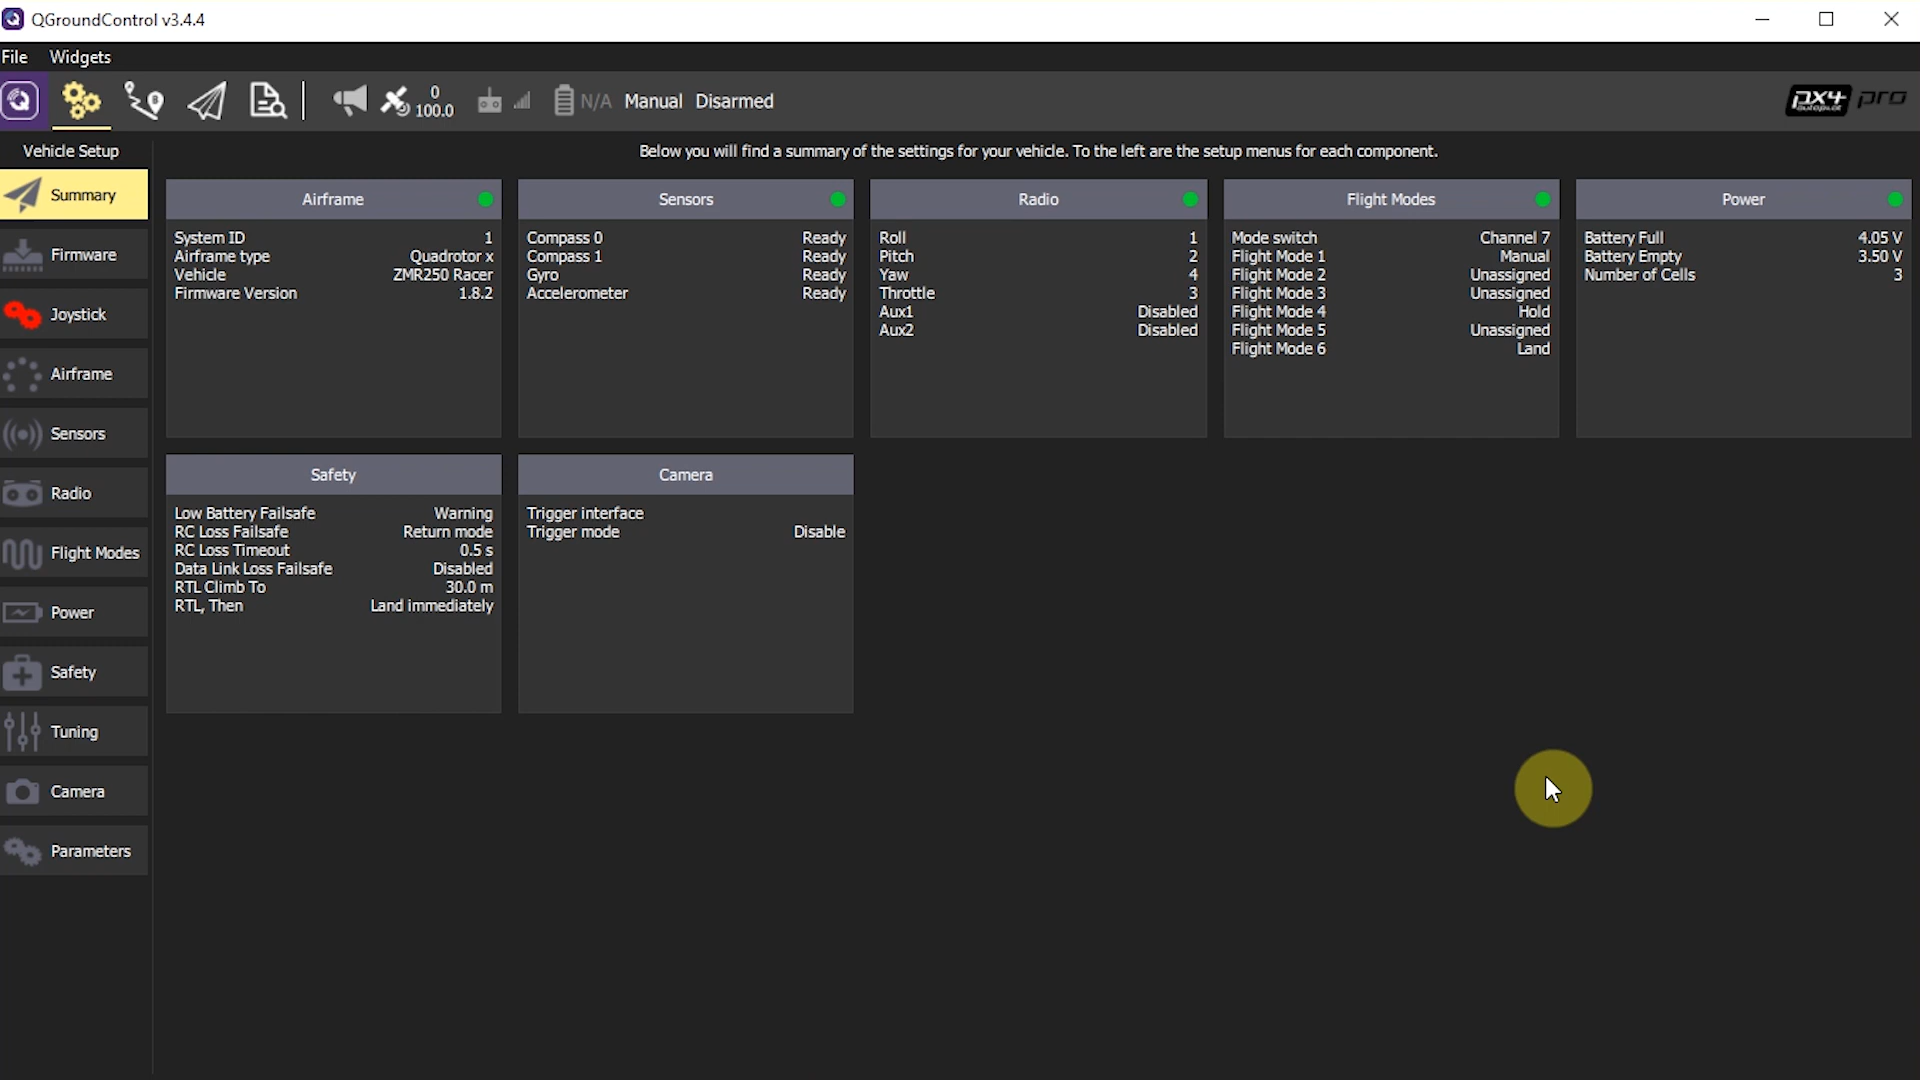 QGroundControl v3.4.4
File Widgets
0
100.0
N/A Manual Disarmed
px4 pro
autopilot
Vehicle Setup
Below you will find a summary of the settings for your vehicle. To the left are the setup menus for each component.
Summary
Firmware
Joystick
Airframe
Sensors
Radio
Flight Modes
Power
Safety
Tuning
Camera
Parameters
Airframe
System ID 1
Airframe type Quadrotor x
Vehicle ZMR250 Racer
Firmware Version 1.8.2
Sensors
Compass 0 Ready
Compass 1 Ready
Gyro Ready
Accelerometer Ready
Radio
Roll 1
Pitch 2
Yaw 4
Throttle 3
Aux1 Disabled
Aux2 Disabled
Flight Modes
Mode switch Channel 7
Flight Mode 1 Manual
Flight Mode 2 Unassigned
Flight Mode 3 Unassigned
Flight Mode 4 Hold
Flight Mode 5 Unassigned
Flight Mode 6 Land
Power
Battery Full 4.05 V
Battery Empty 3.50 V
Number of Cells 3
Safety
Low Battery Failsafe Warning
RC Loss Failsafe Return mode
RC Loss Timeout 0.5 s
Data Link Loss Failsafe Disabled
RTL Climb To 30.0 m
RTL, Then Land immediately
Camera
Trigger interface
Trigger mode Disable